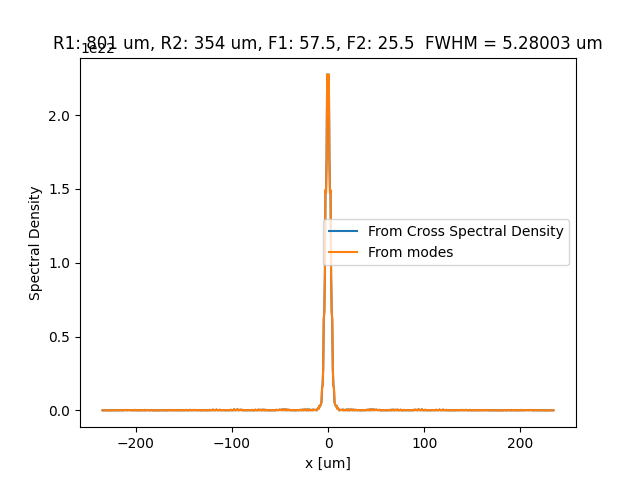 R1: 801 um, R2: 354 um, F1: 57.5, F2: 25.5  FWHM = 5.28003 um
1e22
2.0
1.5
1.0
0.5
0.0
Spectral Density
From Cross Spectral Density
From modes
−200 −100 0 100 200
x [um]